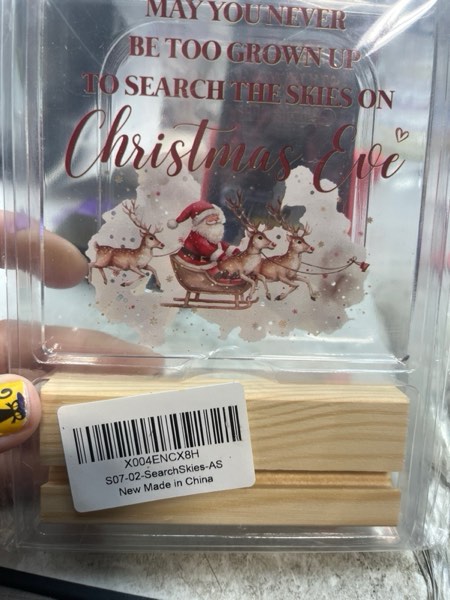 MAY YOU NEVER
BE TOO GROWN UP
TO SEARCH THE SKIES ON
Christmas Eve
X004ENCX8H
S07-02-SearchSkies-AS
New Made in China